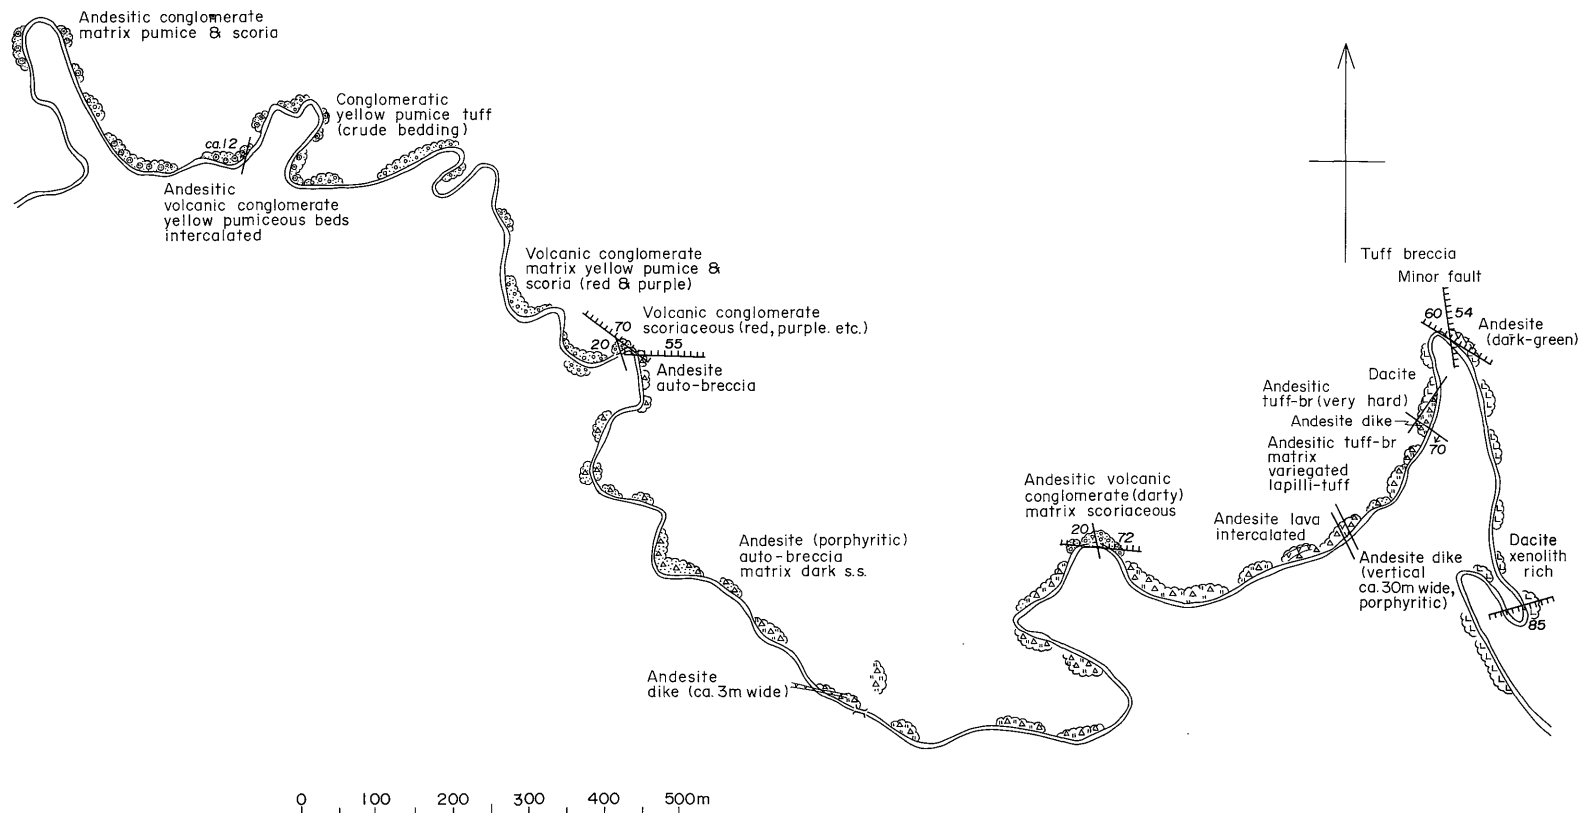 Andesitic conglomerate
matrix pumice & scoria
Conglomeratic
yellow pumice tuff
(crude bedding)
ca.12
Andesitic
volcanic conglomerate
yellow pumiceous beds
intercalated
Volcanic conglomerate
matrix yellow pumice &
scoria (red & purple)
Volcanic conglomerate
scoriaceous (red, purple. etc.)
70
20
55
Andesite
auto-breccia
Tuff breccia
Minor fault
60
54
Andesite
(dark-green)
Dacite
Andesitic
tuff-br (very hard)
Andesite dike
70
Andesitic tuff-br
matrix
variegated
lapilli-tuff
Andesitic volcanic
conglomerate (darty)
matrix scoriaceous
20
72
Andesite lava
intercalated
Andesite dike
(vertical
ca. 30m wide,
porphyritic)
Dacite
xenolith
rich
85
Andesite (porphyritic)
auto-breccia
matrix dark s.s.
Andesite
dike (ca. 3m wide)
0 100 200 300 400 500m